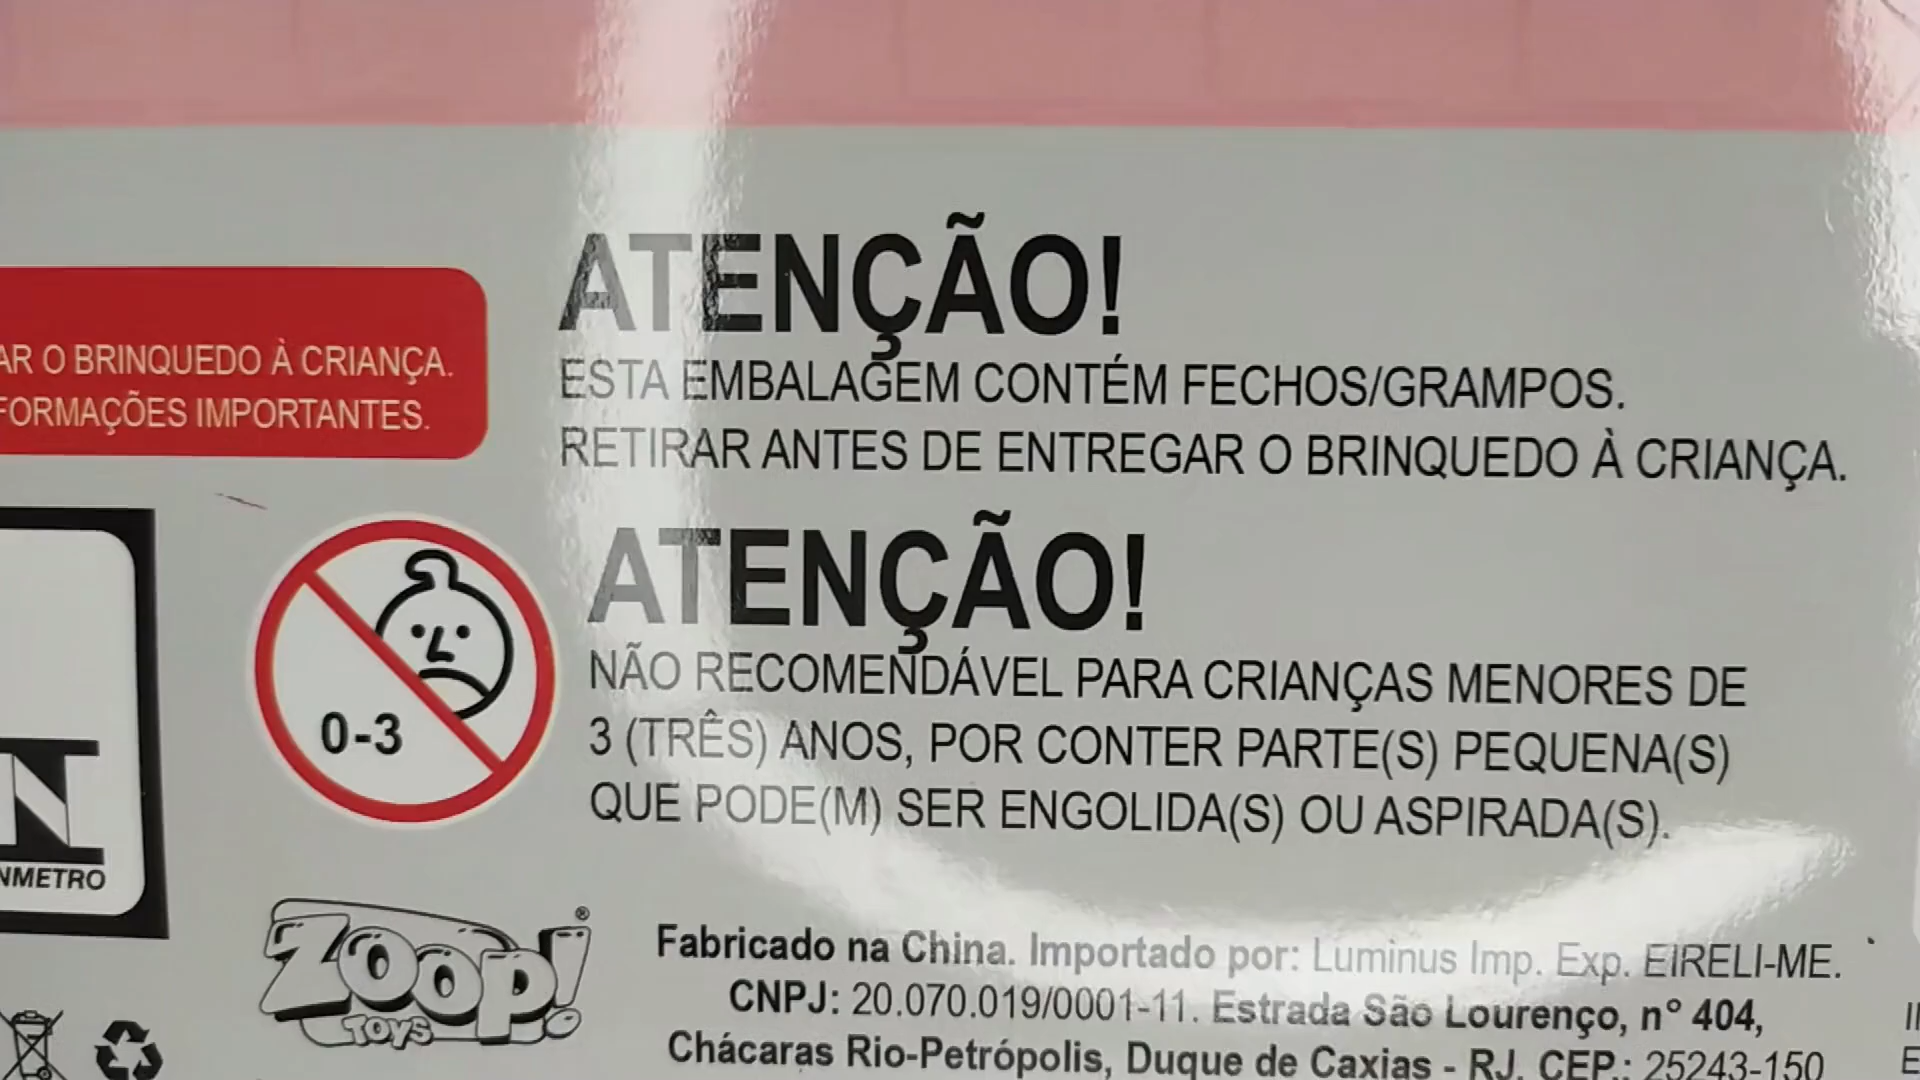 AR O BRINQUEDO À CRIANÇA.
FORMAÇÕES IMPORTANTES.
ATENÇÃO!
ESTA EMBALAGEM CONTÉM FECHOS/GRAMPOS.
RETIRAR ANTES DE ENTREGAR O BRINQUEDO À CRIANÇA.
0-3
ATENÇÃO!
NÃO RECOMENDÁVEL PARA CRIANÇAS MENORES DE
3 (TRÊS) ANOS, POR CONTER PARTE(S) PEQUENA(S)
QUE PODE(M) SER ENGOLIDA(S) OU ASPIRADA(S).
NMETRO
ZOOP!®
TOYS
Fabricado na China. Importado por: Luminus Imp. Exp. EIRELI-ME.
CNPJ: 20.070.019/0001-11. Estrada São Lourenço, nº 404,
Chácaras Rio-Petrópolis, Duque de Caxias - RJ. CEP.: 25243-150